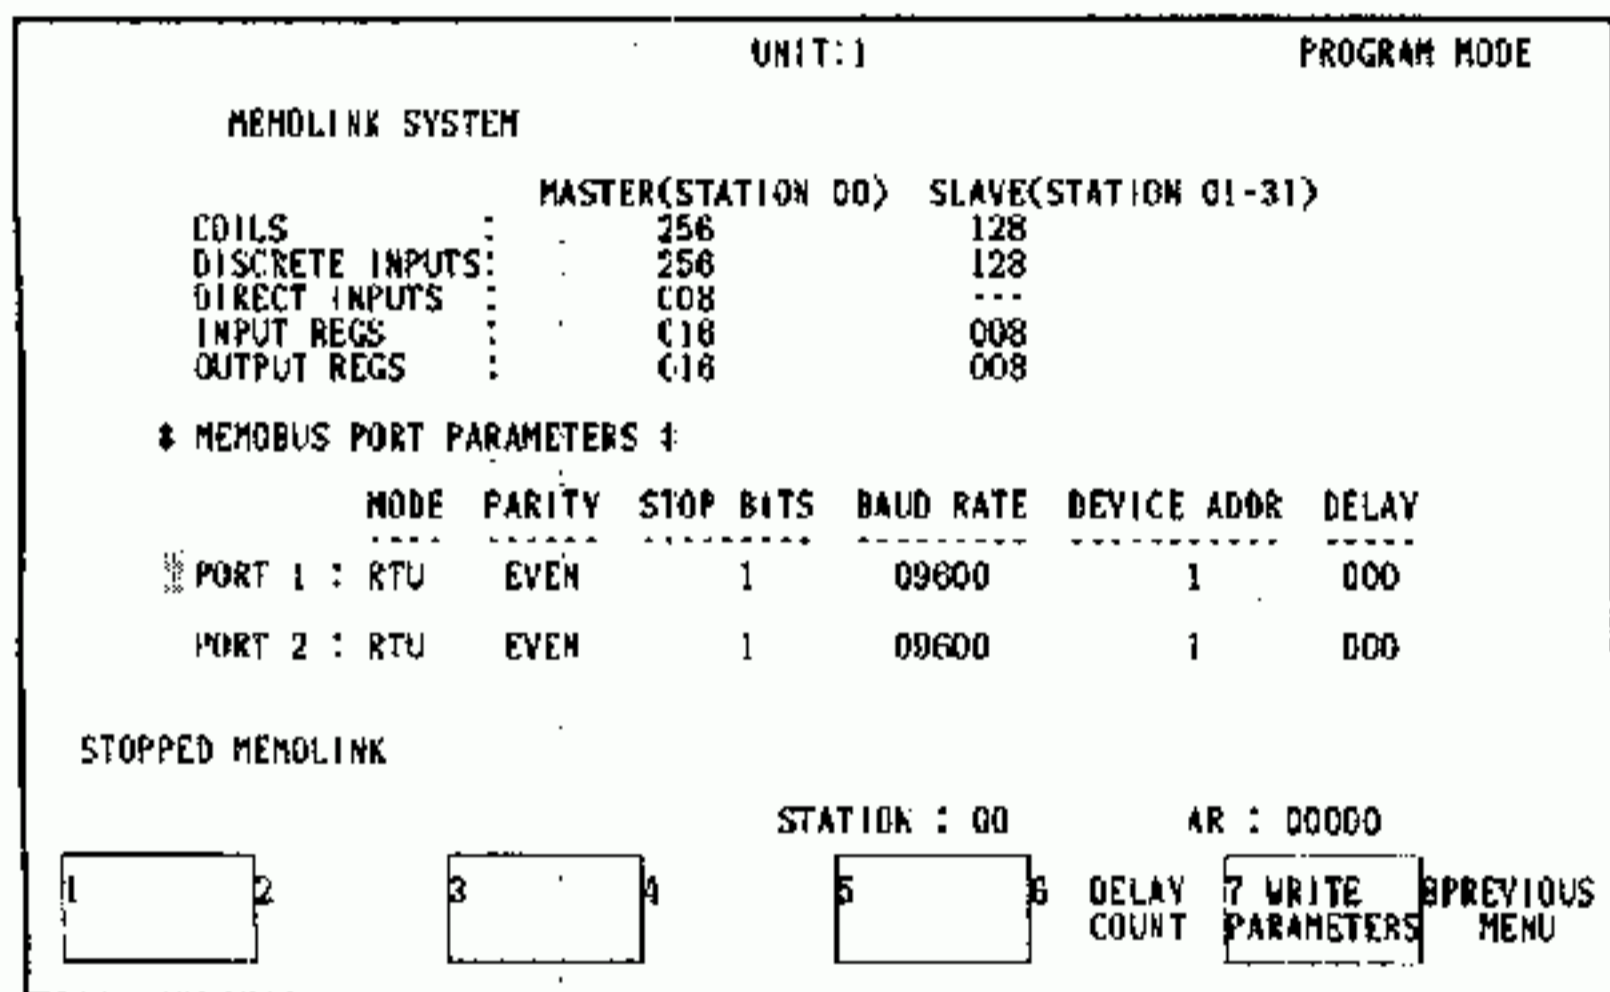 UNIT:1 PROGRAM MODE
MEMOLINK SYSTEM
MASTER(STATION 00) SLAVE(STATION 01-31)
COILS : 256 128
DISCRETE INPUTS: 256 128
DIRECT INPUTS : 008 ---
INPUT REGS : 016 008
OUTPUT REGS : 016 008
* MEMOBUS PORT PARAMETERS *
MODE PARITY STOP BITS BAUD RATE DEVICE ADDR DELAY
---- ------ --------- --------- ----------- -----
PORT 1 : RTU EVEN 1 09600 1 000
PORT 2 : RTU EVEN 1 09600 1 000
STOPPED MEMOLINK
STATION : 00 AR : 00000
1 2 3 4 5 6 DELAY 7 WRITE 8PREVIOUS
COUNT PARAMETERS MENU